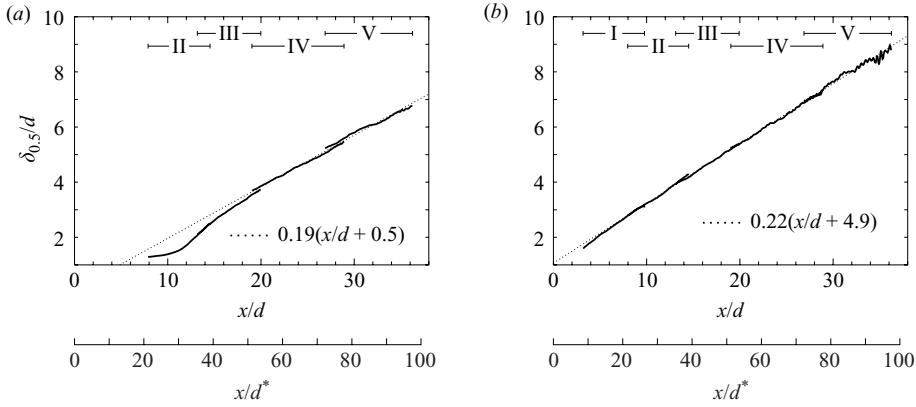 (a)
10
8
6
4
2
δ0.5/d
II
III
IV
V
0.19(x/d + 0.5)
0 10 20 30
x/d
0 20 40 60 80 100
x/d*
(b)
10
8
6
4
2
I
II
III
IV
V
0.22(x/d + 4.9)
0 10 20 30
x/d
0 20 40 60 80 100
x/d*